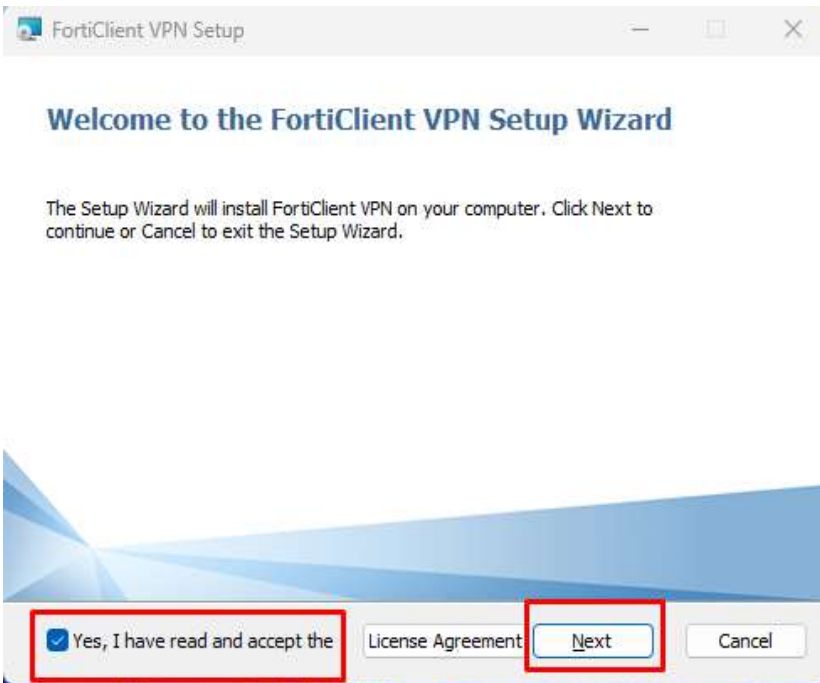 FortiClient VPN Setup
Welcome to the FortiClient VPN Setup Wizard
The Setup Wizard will install FortiClient VPN on your computer. Click Next to
continue or Cancel to exit the Setup Wizard.
Yes, I have read and accept the License Agreement Next Cancel